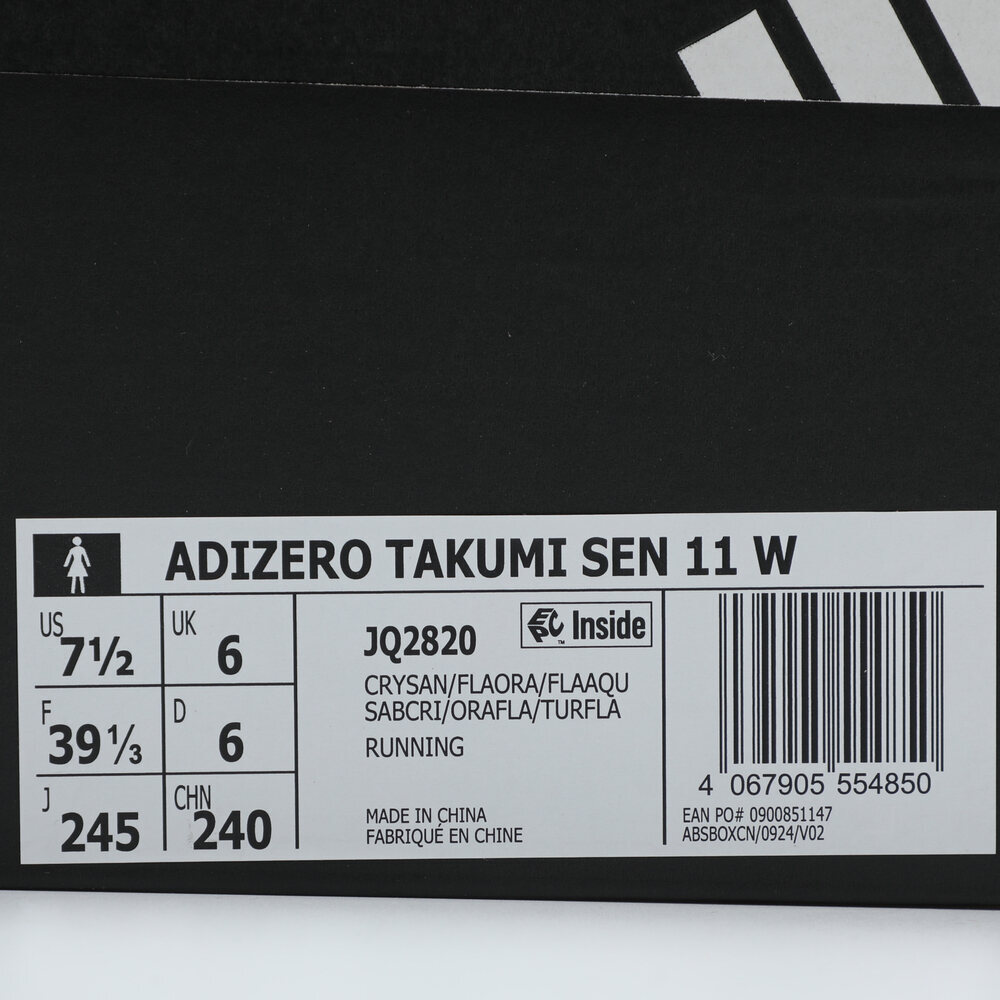 ADIZERO TAKUMI SEN 11 W
US 7½
UK 6
F 39⅓
D 6
J 245
CHN 240
JQ2820
EPC Inside
TM
CRYSAN/FLAORA/FLAAQU
SABCRI/ORAFLA/TURFLA
RUNNING
MADE IN CHINA
FABRIQUÉ EN CHINE
4 067905 554850
EAN PO# 0900851147
ABSBOXCN/0924/V02